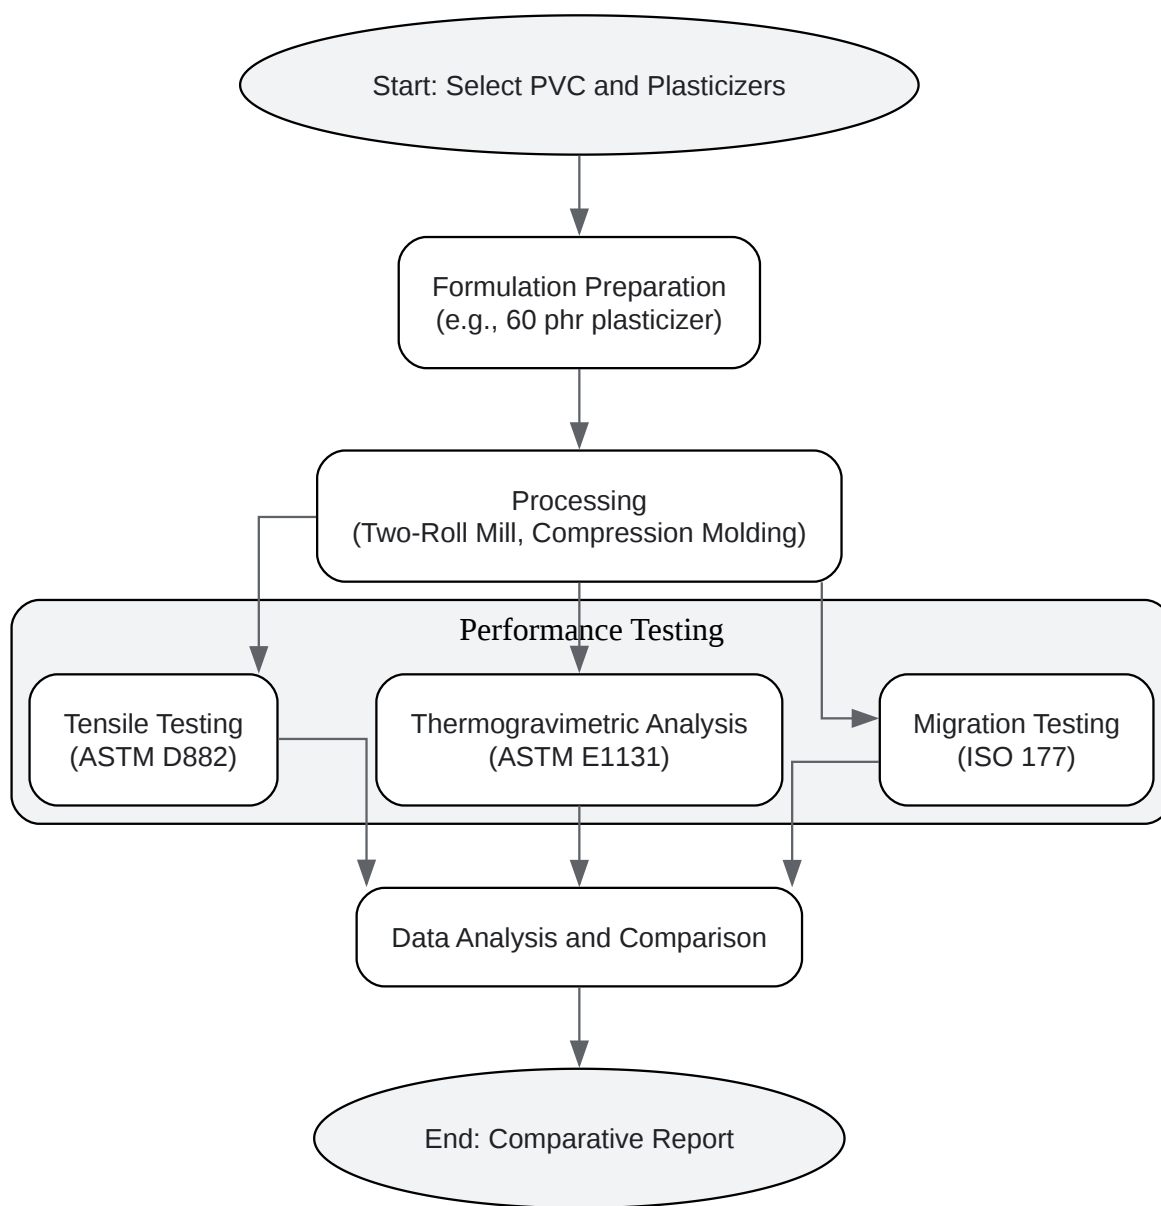 Start: Select PVC and Plasticizers
Formulation Preparation
(e.g., 60 phr plasticizer)
Processing
(Two-Roll Mill, Compression Molding)
Performance Testing
Tensile Testing
(ASTM D882)
Thermogravimetric Analysis
(ASTM E1131)
Migration Testing
(ISO 177)
Data Analysis and Comparison
End: Comparative Report